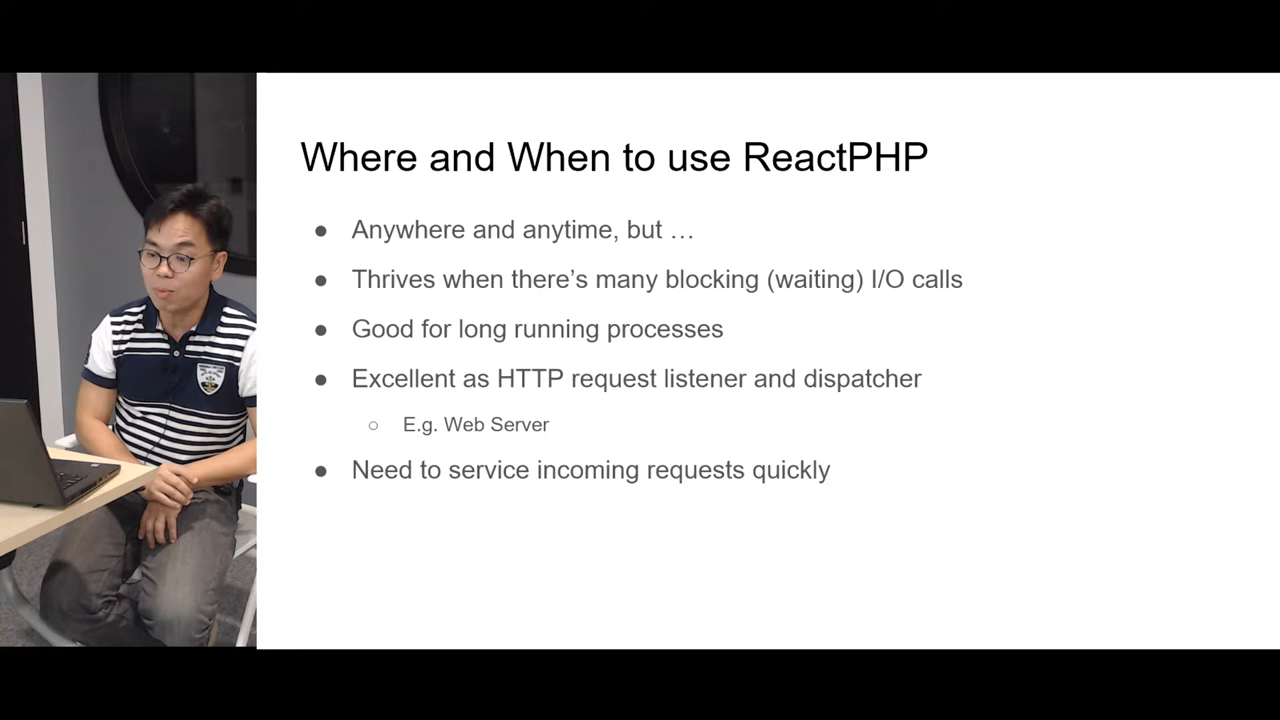 Where and When to use ReactPHP
● Anywhere and anytime, but …
● Thrives when there’s many blocking (waiting) I/O calls
● Good for long running processes
● Excellent as HTTP request listener and dispatcher
○ E.g. Web Server
● Need to service incoming requests quickly